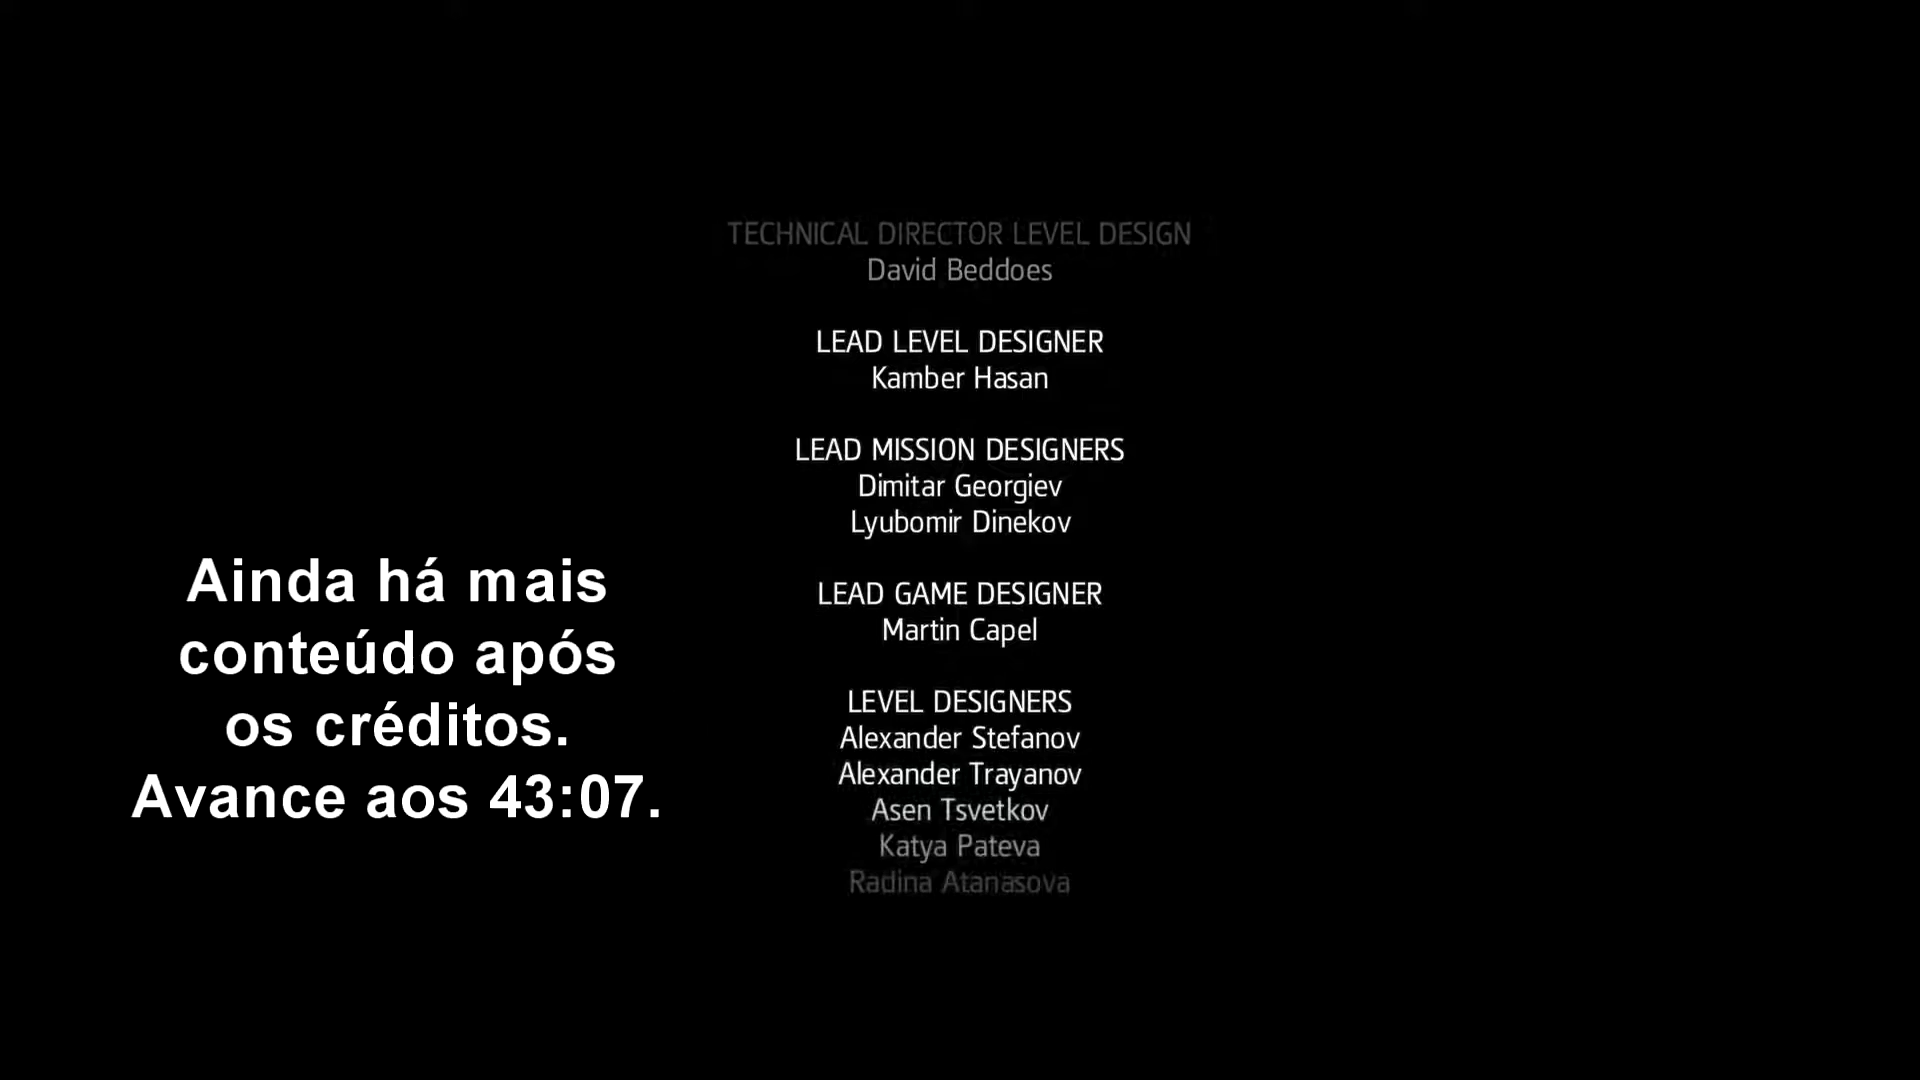 TECHNICAL DIRECTOR LEVEL DESIGN
David Beddoes
LEAD LEVEL DESIGNER
Kamber Hasan
LEAD MISSION DESIGNERS
Dimitar Georgiev
Lyubomir Dinekov
LEAD GAME DESIGNER
Martin Capel
LEVEL DESIGNERS
Alexander Stefanov
Alexander Trayanov
Asen Tsvetkov
Katya Pateva
Radina Atanasova
Ainda há mais
conteúdo após
os créditos.
Avance aos 43:07.